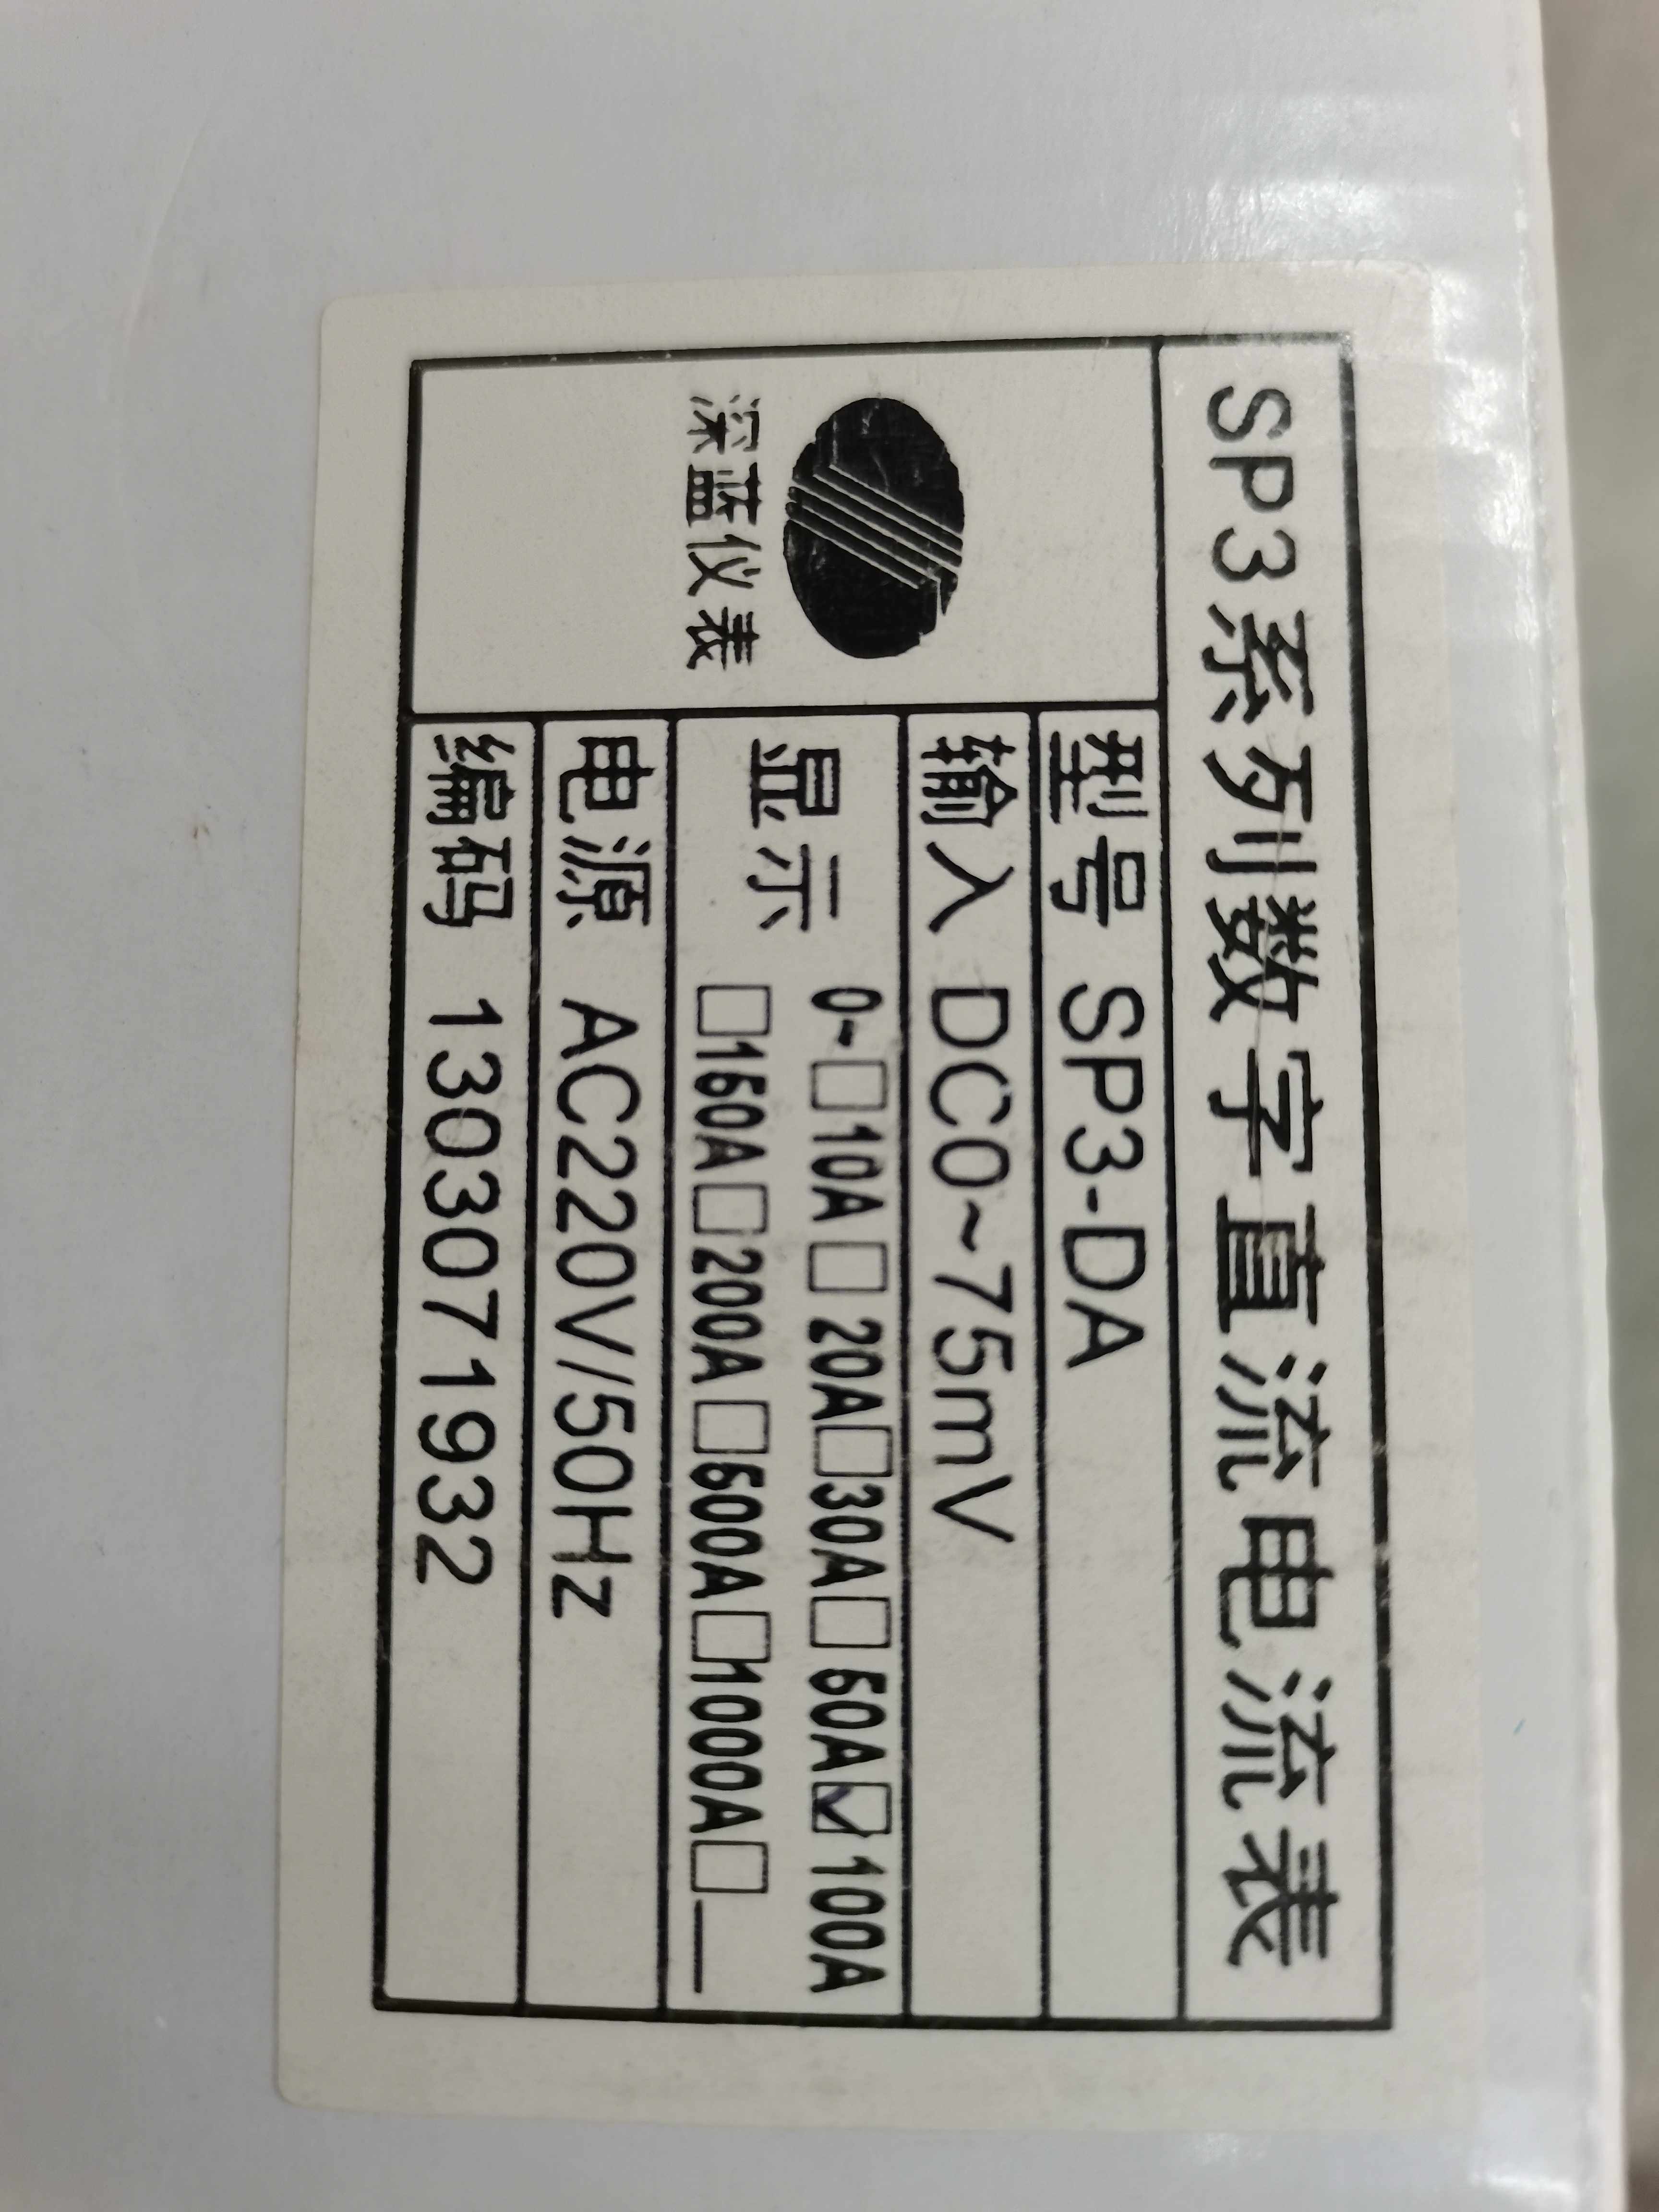 SP3系列数字直流电流表
深蓝仪表
型号 SP3-DA
输入 DC0~75mV
显示 0~□10A□ 20A□30A□ 50A☑100A
□150A□200A□500A□1000A□__
电源 AC220V/50Hz
编码 1303071932